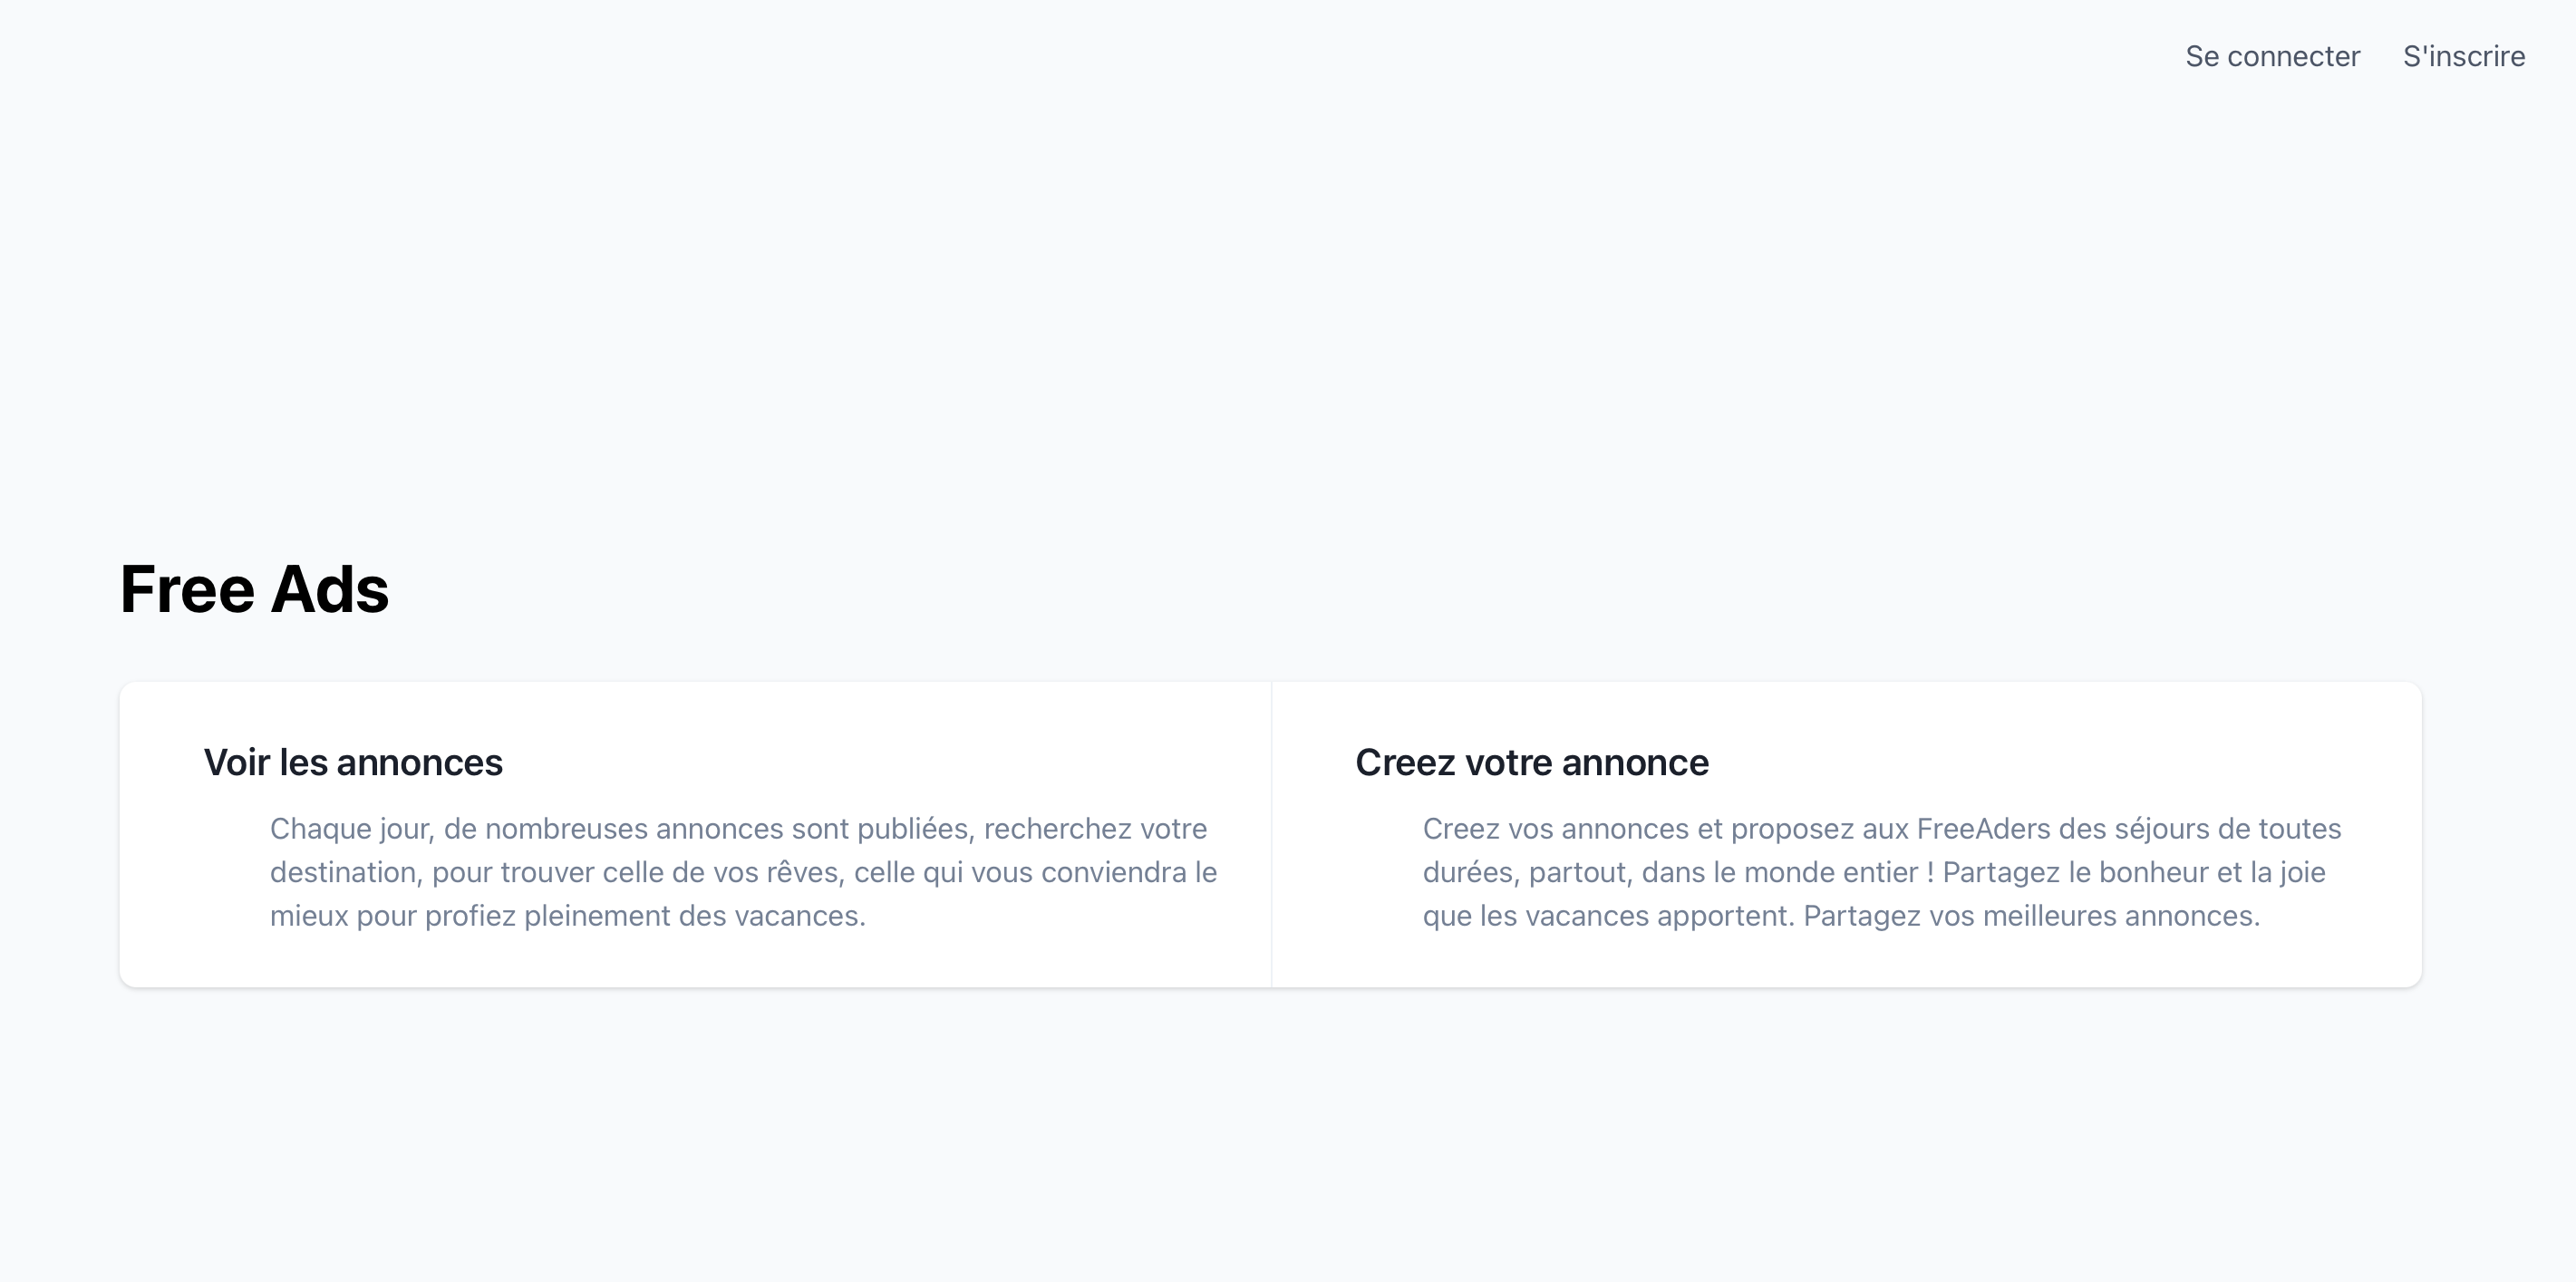 Se connecter S'inscrire
Free Ads
Voir les annonces
Chaque jour, de nombreuses annonces sont publiées, recherchez votre
destination, pour trouver celle de vos rêves, celle qui vous conviendra le
mieux pour profiez pleinement des vacances.
Creez votre annonce
Creez vos annonces et proposez aux FreeAders des séjours de toutes
durées, partout, dans le monde entier ! Partagez le bonheur et la joie
que les vacances apportent. Partagez vos meilleures annonces.